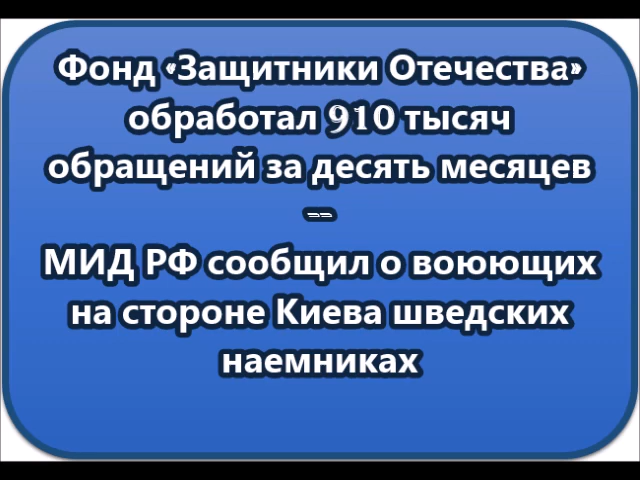 Фонд «Защитники Отечества»
обработал 910 тысяч
обращений за десять месяцев
--
МИД РФ сообщил о воюющих
на стороне Киева шведских
наемниках